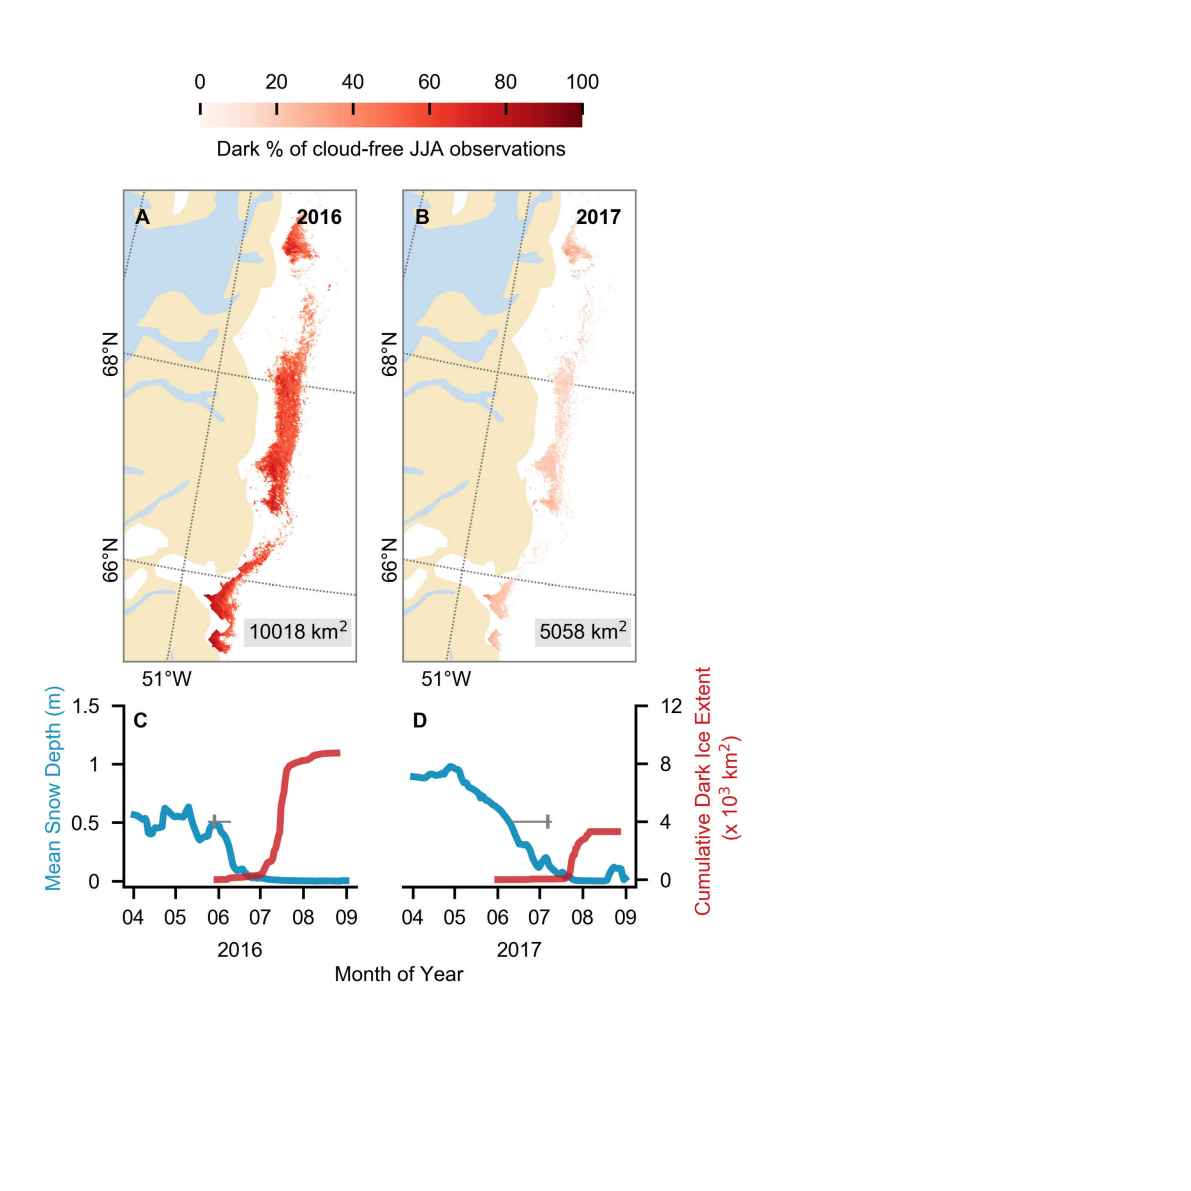 0 20 40 60 80 100
Dark % of cloud-free JJA observations
A 2016
B 2017
68°N
68°N
66°N
66°N
10018 km²
5058 km²
51°W
51°W
Mean Snow Depth (m)
1.5
1
0.5
0
C
D
12
8
4
0
Cumulative Dark Ice Extent
(x 10³ km²)
04 05 06 07 08 09
04 05 06 07 08 09
2016
2017
Month of Year